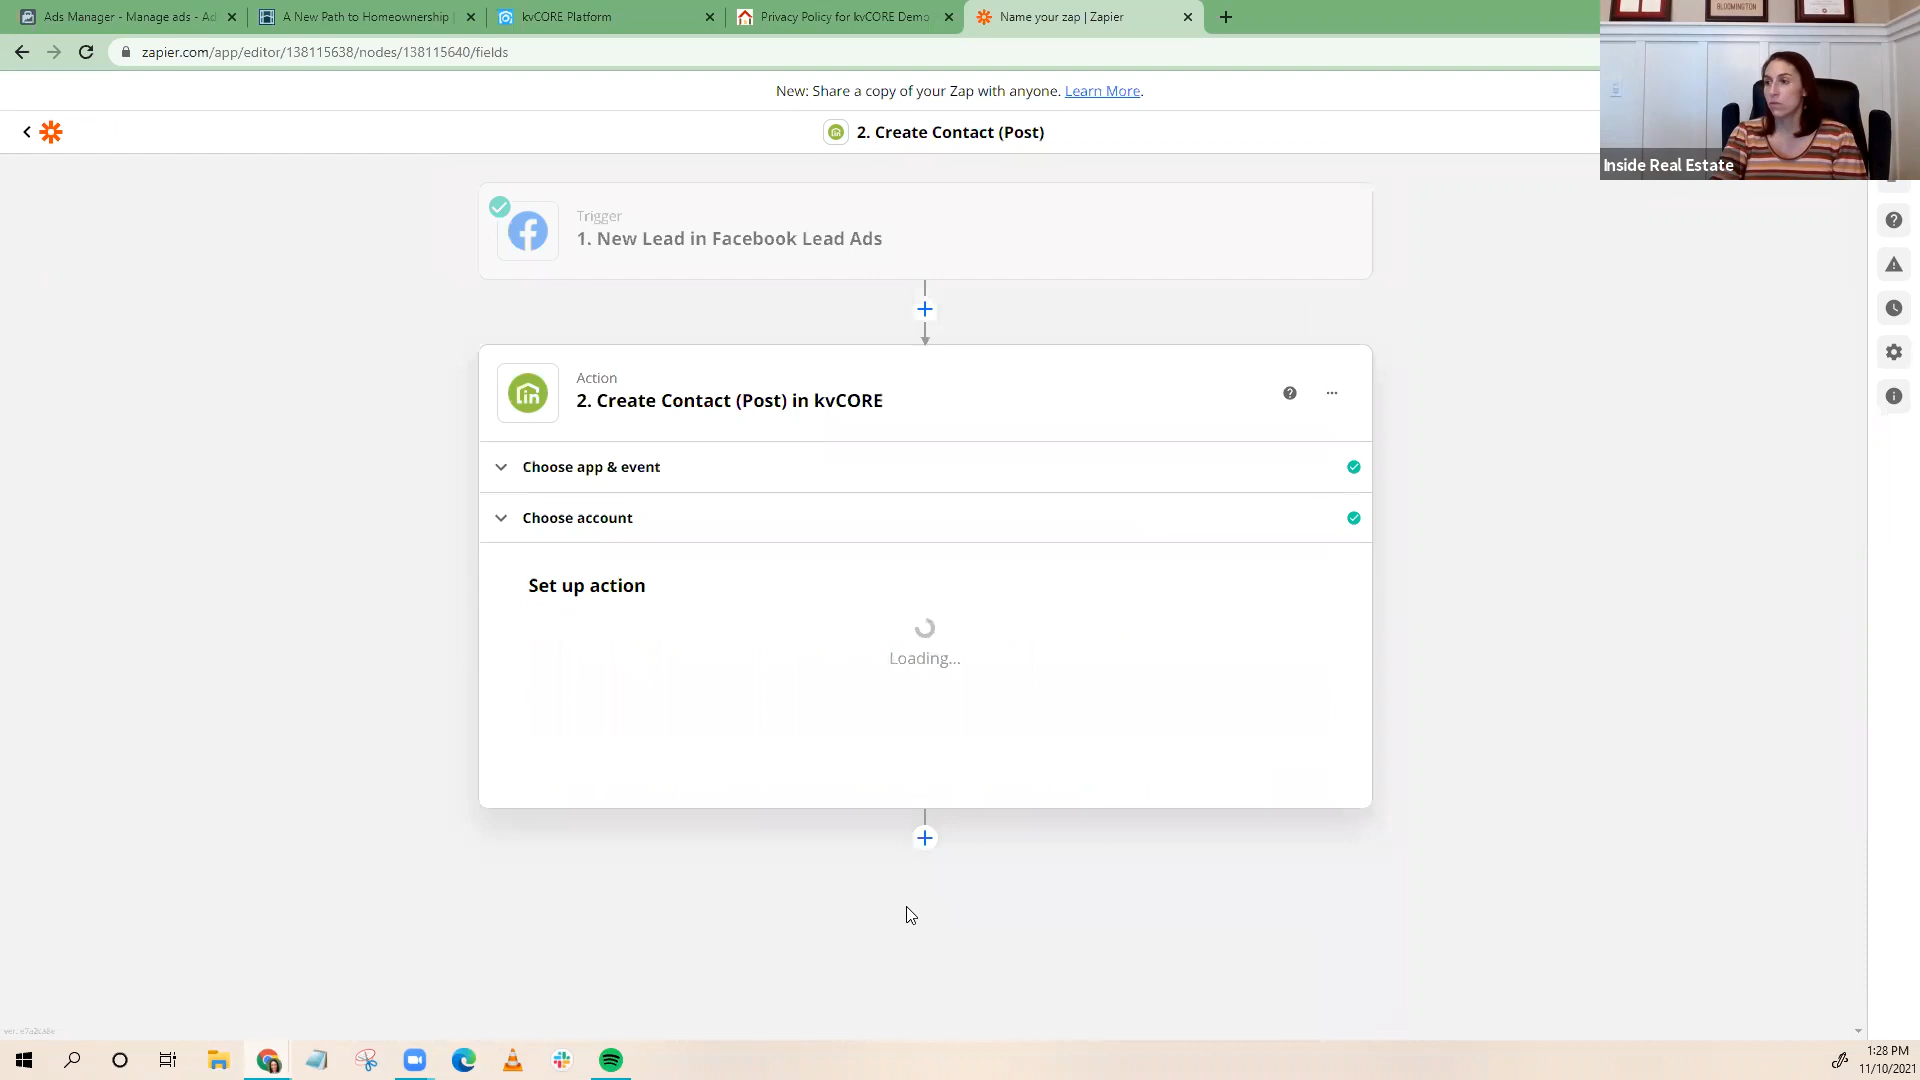 Ads Manager - Manage ads - Ad
A New Path to Homeownership |
kvCORE Platform
Privacy Policy for kvCORE Demo
Name your zap | Zapier
BLOOMINGTON
zapier.com/app/editor/138115638/nodes/138115640/fields
New: Share a copy of your Zap with anyone. Learn More.
2. Create Contact (Post)
Inside Real Estate
Trigger
1. New Lead in Facebook Lead Ads
Action
2. Create Contact (Post) in kvCORE
Choose app & event
Choose account
Set up action
Loading...
1:28 PM
11/10/2021